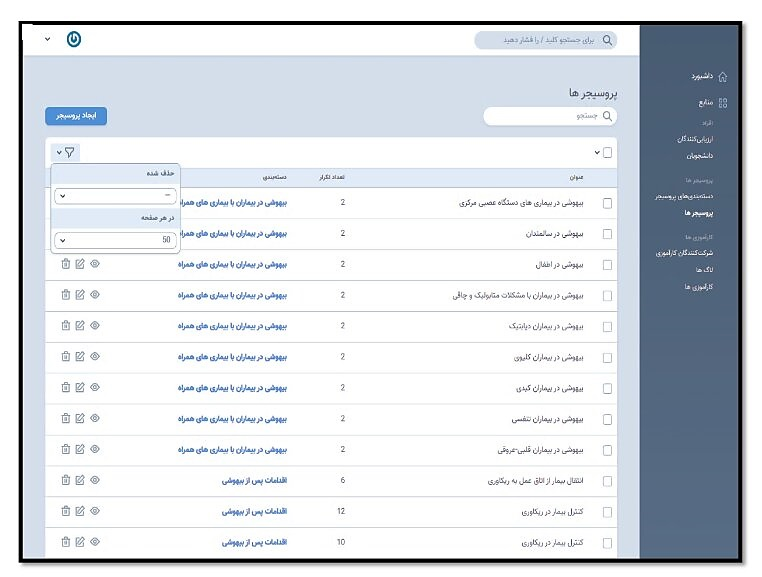 برای جستجو کلید / را فشار دهید
داشبورد
منابع
افراد
ارزیابی‌کنندگان
دانشجویان
پروسیجر ها
دسته‌بندی‌های پروسیجر
پروسیجر ها
کارآموزی ها
شرکت‌کنندگان کارآموزی
لاگ ها
کارآموزی ها
پروسیجر ها
جستجو
ایجاد پروسیجر
حذف شده
—
در هر صفحه
50
عنوان تعداد تکرار دسته‌بندی
بیهوشی در بیماری های دستگاه عصبی مرکزی 2 بیهوشی در بیماران با بیماری های همراه
بیهوشی در سالمندان 2 بیهوشی در بیماران با بیماری های همراه
بیهوشی در اطفال 2 بیهوشی در بیماران با بیماری های همراه
بیهوشی در بیماران با مشکلات متابولیک و چاقی 2 بیهوشی در بیماران با بیماری های همراه
بیهوشی در بیماران دیابتیک 2 بیهوشی در بیماران با بیماری های همراه
بیهوشی در بیماران کلیوی 2 بیهوشی در بیماران با بیماری های همراه
بیهوشی در بیماران کبدی 2 بیهوشی در بیماران با بیماری های همراه
بیهوشی در بیماران تنفسی 2 بیهوشی در بیماران با بیماری های همراه
بیهوشی در بیماران قلبی-عروقی 2 بیهوشی در بیماران با بیماری های همراه
انتقال بیمار از اتاق عمل به ریکاوری 6 اقدامات پس از بیهوشی
کنترل بیمار در ریکاوری 12 اقدامات پس از بیهوشی
کنترل بیمار در ریکاوری 10 اقدامات پس از بیهوشی